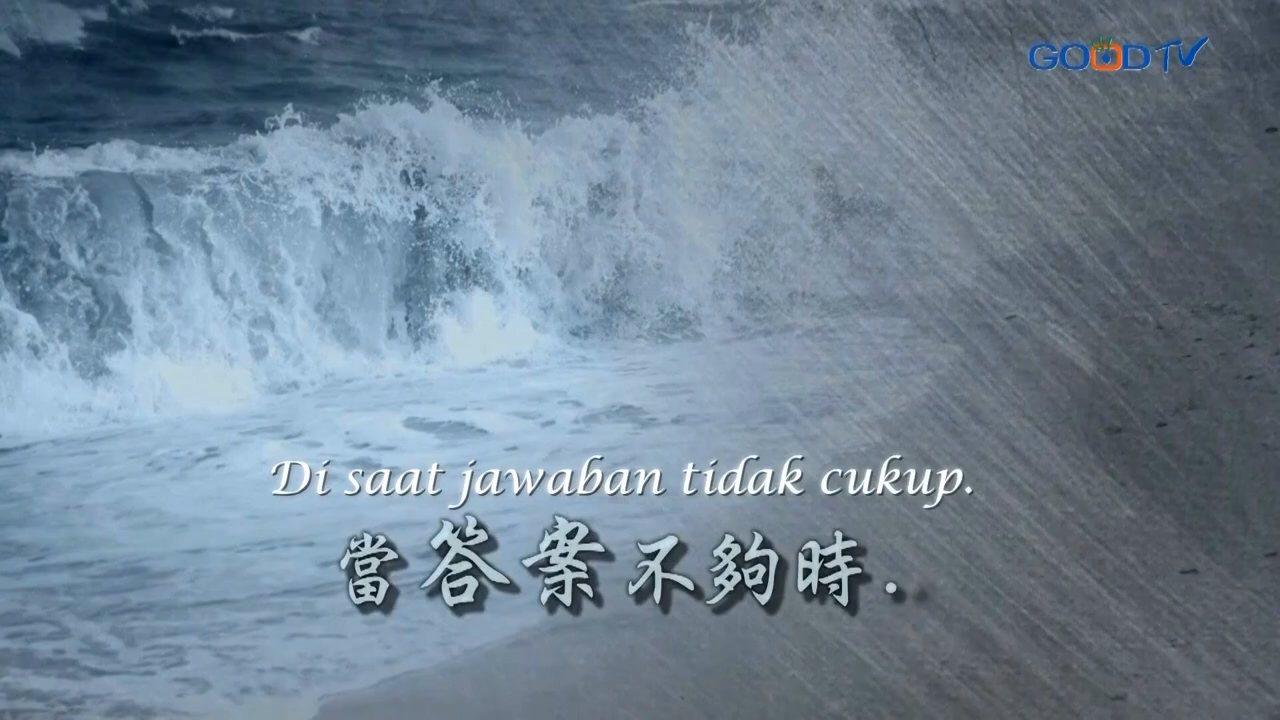 GOODTV
Di saat jawaban tidak cukup.
當答案不夠時.